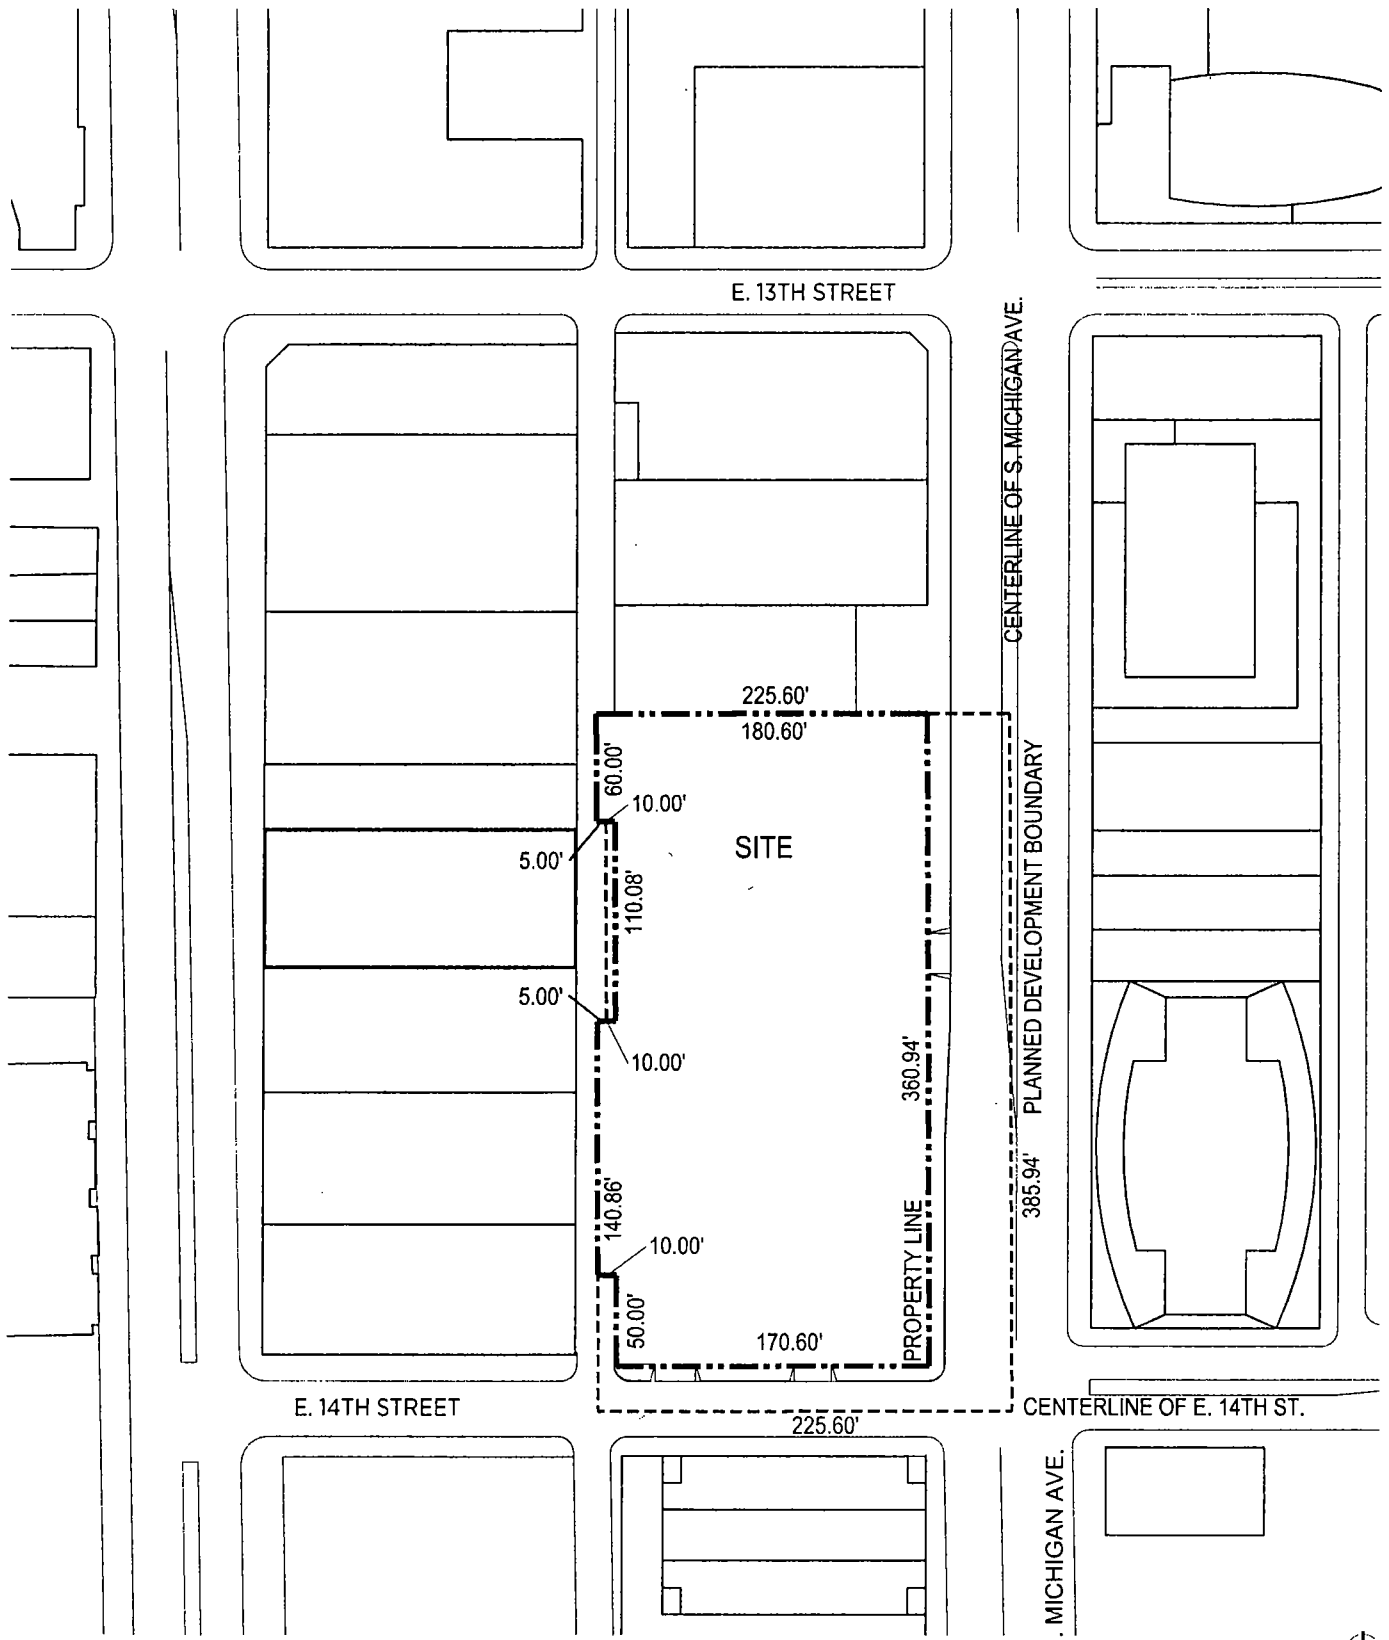 E. 13TH STREET
CENTERLINE OF S. MICHIGAN AVE.
225.60'
180.60'
60.00'
10.00'
SITE
5.00'
110.08'
PLANNED DEVELOPMENT BOUNDARY
5.00'
10.00'
360.94'
385.94'
140.86'
10.00'
PROPERTY LINE
50.00'
170.60'
E. 14TH STREET
CENTERLINE OF E. 14TH ST.
225.60'
. MICHIGAN AVE.